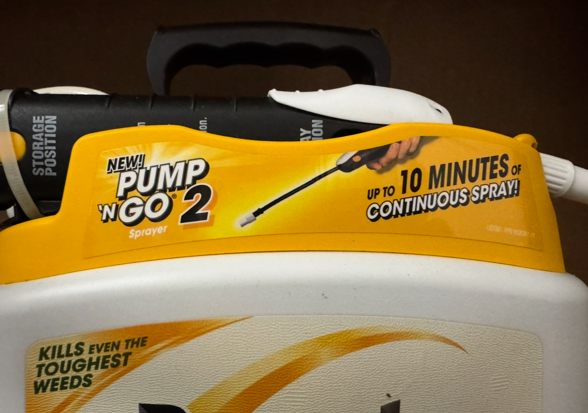 STORAGE
POSITION
NEW!
PUMP
'N GO® 2
Sprayer
UP TO 10 MINUTES OF
CONTINUOUS SPRAY!
KILLS EVEN THE
TOUGHEST
WEEDS